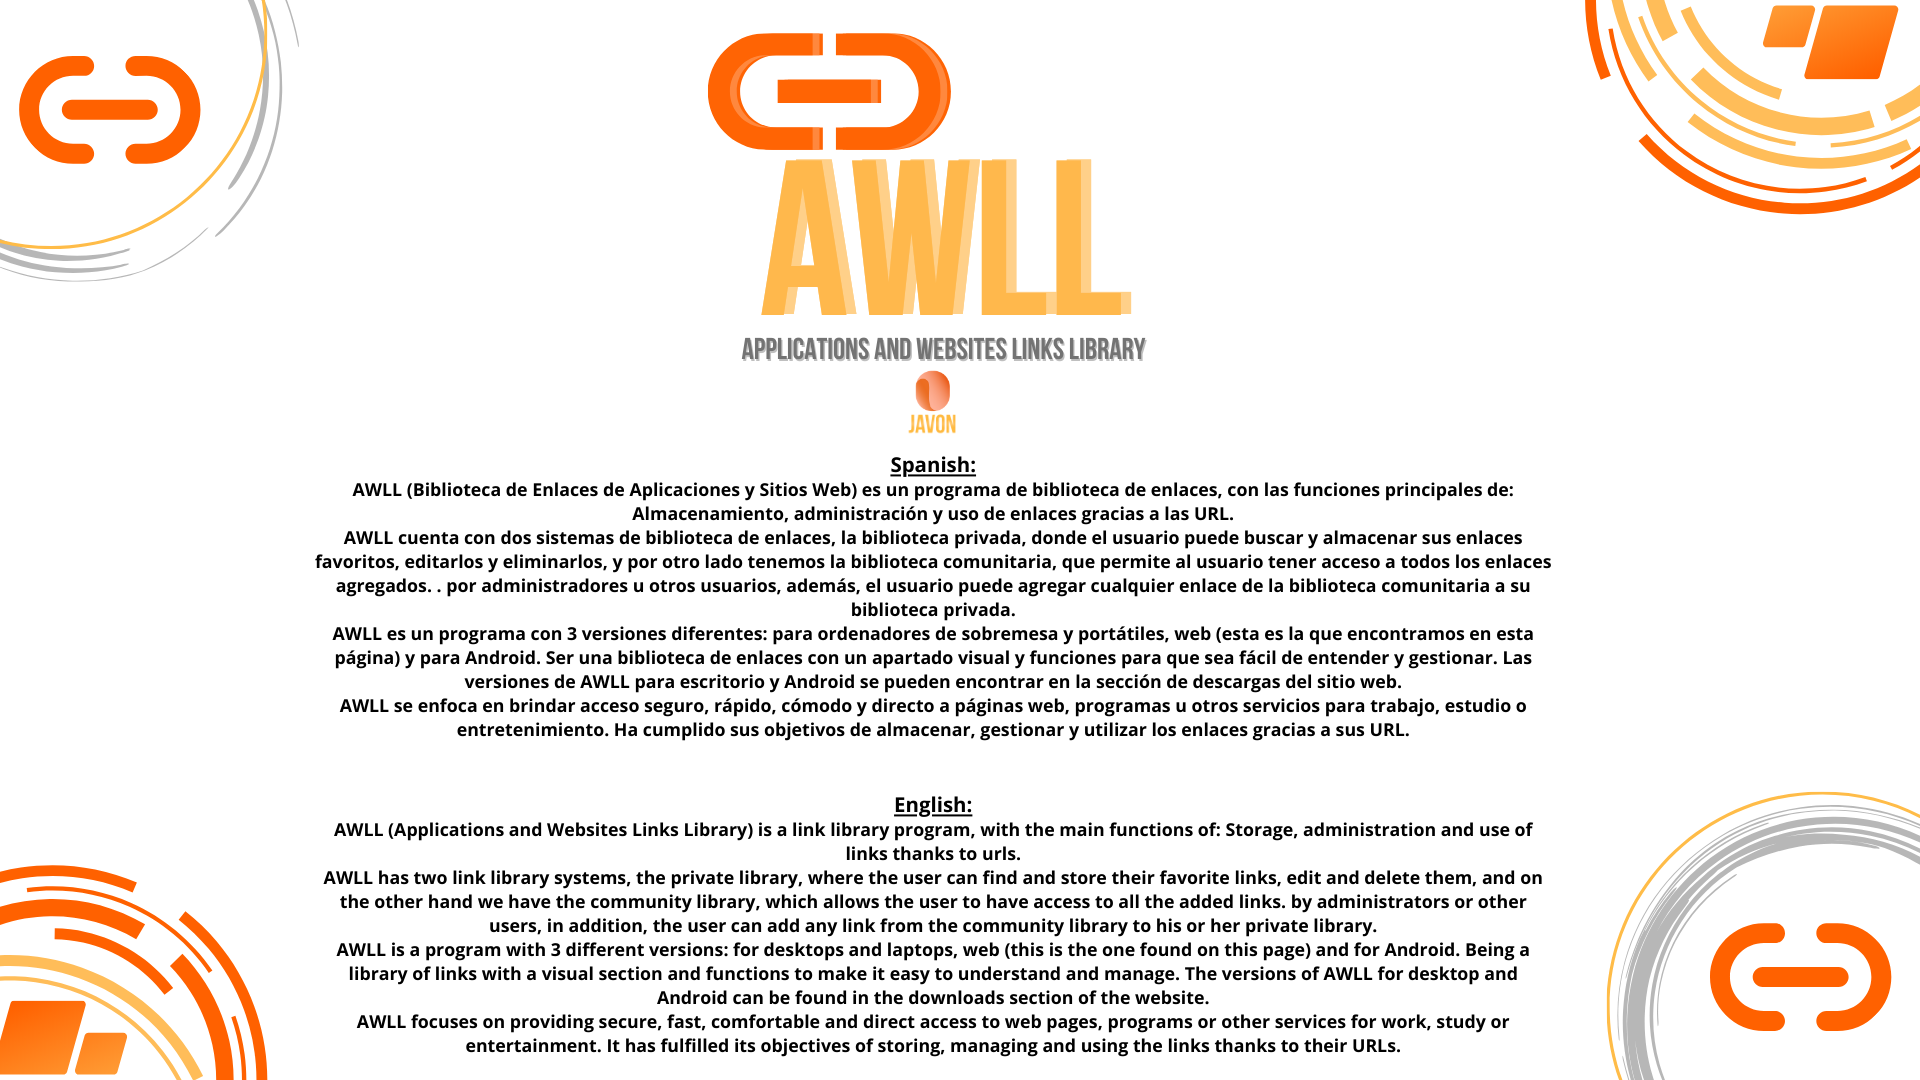 AWLL
APPLICATIONS AND WEBSITES LINKS LIBRARY
JAVON
Spanish:
AWLL (Biblioteca de Enlaces de Aplicaciones y Sitios Web) es un programa de biblioteca de enlaces, con las funciones principales de:
Almacenamiento, administración y uso de enlaces gracias a las URL.
AWLL cuenta con dos sistemas de biblioteca de enlaces, la biblioteca privada, donde el usuario puede buscar y almacenar sus enlaces
favoritos, editarlos y eliminarlos, y por otro lado tenemos la biblioteca comunitaria, que permite al usuario tener acceso a todos los enlaces
agregados. . por administradores u otros usuarios, además, el usuario puede agregar cualquier enlace de la biblioteca comunitaria a su
biblioteca privada.
AWLL es un programa con 3 versiones diferentes: para ordenadores de sobremesa y portátiles, web (esta es la que encontramos en esta
página) y para Android. Ser una biblioteca de enlaces con un apartado visual y funciones para que sea fácil de entender y gestionar. Las
versiones de AWLL para escritorio y Android se pueden encontrar en la sección de descargas del sitio web.
AWLL se enfoca en brindar acceso seguro, rápido, cómodo y directo a páginas web, programas u otros servicios para trabajo, estudio o
entretenimiento. Ha cumplido sus objetivos de almacenar, gestionar y utilizar los enlaces gracias a sus URL.
English:
AWLL (Applications and Websites Links Library) is a link library program, with the main functions of: Storage, administration and use of
links thanks to urls.
AWLL has two link library systems, the private library, where the user can find and store their favorite links, edit and delete them, and on
the other hand we have the community library, which allows the user to have access to all the added links. by administrators or other
users, in addition, the user can add any link from the community library to his or her private library.
AWLL is a program with 3 different versions: for desktops and laptops, web (this is the one found on this page) and for Android. Being a
library of links with a visual section and functions to make it easy to understand and manage. The versions of AWLL for desktop and
Android can be found in the downloads section of the website.
AWLL focuses on providing secure, fast, comfortable and direct access to web pages, programs or other services for work, study or
entertainment. It has fulfilled its objectives of storing, managing and using the links thanks to their URLs.